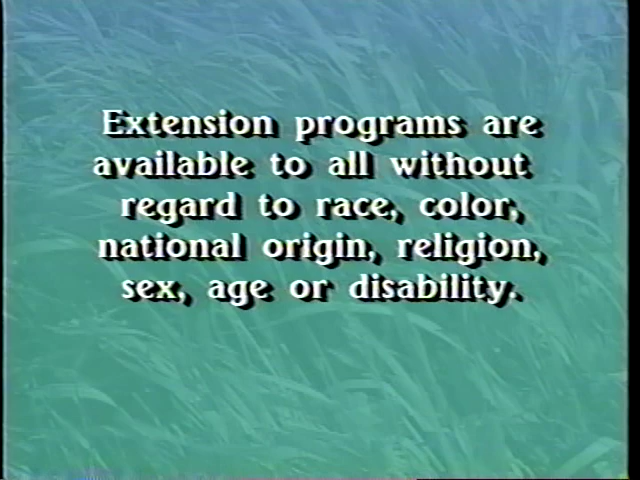 Extension programs are
available to all without
regard to race, color,
national origin, religion,
sex, age or disability.